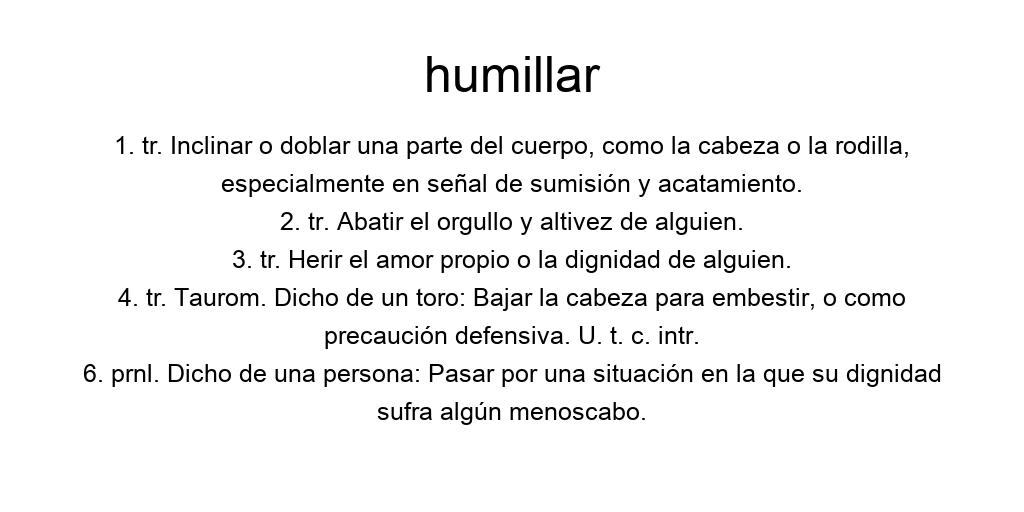 humillar
1. tr. Inclinar o doblar una parte del cuerpo, como la cabeza o la rodilla,
especialmente en señal de sumisión y acatamiento.
2. tr. Abatir el orgullo y altivez de alguien.
3. tr. Herir el amor propio o la dignidad de alguien.
4. tr. Taurom. Dicho de un toro: Bajar la cabeza para embestir, o como
precaución defensiva. U. t. c. intr.
6. prnl. Dicho de una persona: Pasar por una situación en la que su dignidad
sufra algún menoscabo.